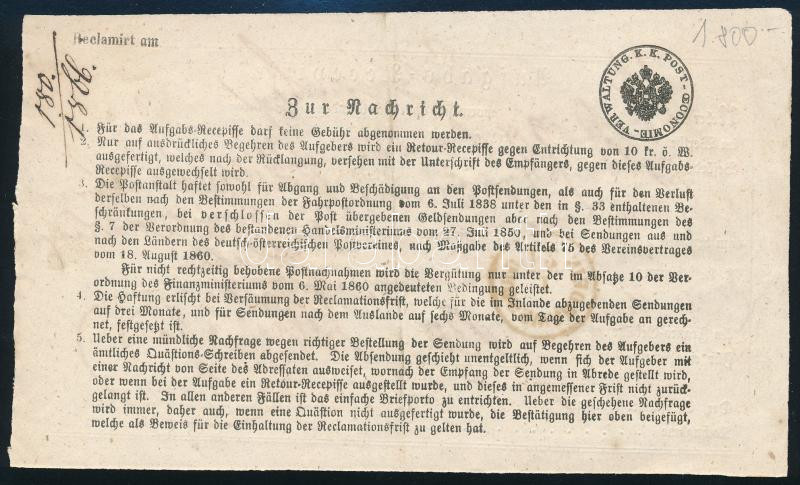 Reclamirt am
1800-
180.
1866.
VERWALTUNG. K. K. POST-ŒCONOMIE-
Zur Nachricht.
1. Für das Aufgabs-Recepisse darf keine Gebühr abgenommen werden.
2. Nur auf ausdrückliches Begehren des Aufgebers wird ein Retour-Recepisse gegen Entrichtung von 10 kr. ö. W.
ausgefertigt, welches nach der Rücklangung, versehen mit der Unterschrift des Empfängers, gegen dieses Aufgabs-
Recepisse ausgewechselt wird.
3. Die Postanstalt haftet sowohl für Abgang und Beschädigung an den Postsendungen, als auch für den Verlust
derselben nach den Bestimmungen der Fahrpostordnung vom 6. Juli 1838 unter den in §. 33 enthaltenen Be-
schränkungen, bei verschlossen der Post übergebenen Geldsendungen aber nach den Bestimmungen des
§. 7 der Verordnung des bestandenen Handelsministeriums vom 27. Juni 1850, und bei Sendungen aus und
nach den Ländern des deutsch-österreichischen Postvereines, nach Maßgabe des Artikels 75 des Vereinsvertrages
vom 18. August 1860.
Für nicht rechtzeitig behobene Postnachnahmen wird die Vergütung nur unter der im Absatze 10 der Ver-
ordnung des Finanzministeriums vom 6. Mai 1860 angedeuteten Bedingung geleistet.
4. Die Haftung erlischt bei Versäumung der Reclamationsfrist, welche für die im Inlande abzugebenden Sendungen
auf drei Monate, und für Sendungen nach dem Auslande auf sechs Monate, vom Tage der Aufgabe an gerech-
net, festgesetzt ist.
5. Ueber eine mündliche Nachfrage wegen richtiger Bestellung der Sendung wird auf Begehren des Aufgebers ein
ämtliches Quästions-Schreiben abgesendet. Die Absendung geschieht unentgeltlich, wenn sich der Aufgeber mit
einer Nachricht von Seite des Adressaten ausweiset, wornach der Empfang der Sendung in Abrede gestellt wird,
oder wenn bei der Aufgabe ein Retour-Recepisse ausgestellt wurde, und dieses in angemessener Frist nicht zurück-
gelangt ist. In allen anderen Fällen ist das einfache Briefporto zu entrichten. Ueber die geschehene Nachfrage
wird immer, daher auch, wenn eine Quästion nicht ausgefertigt wurde, die Bestätigung hier oben beigefügt,
welche als Beweis für die Einhaltung der Reclamationsfrist zu gelten hat.